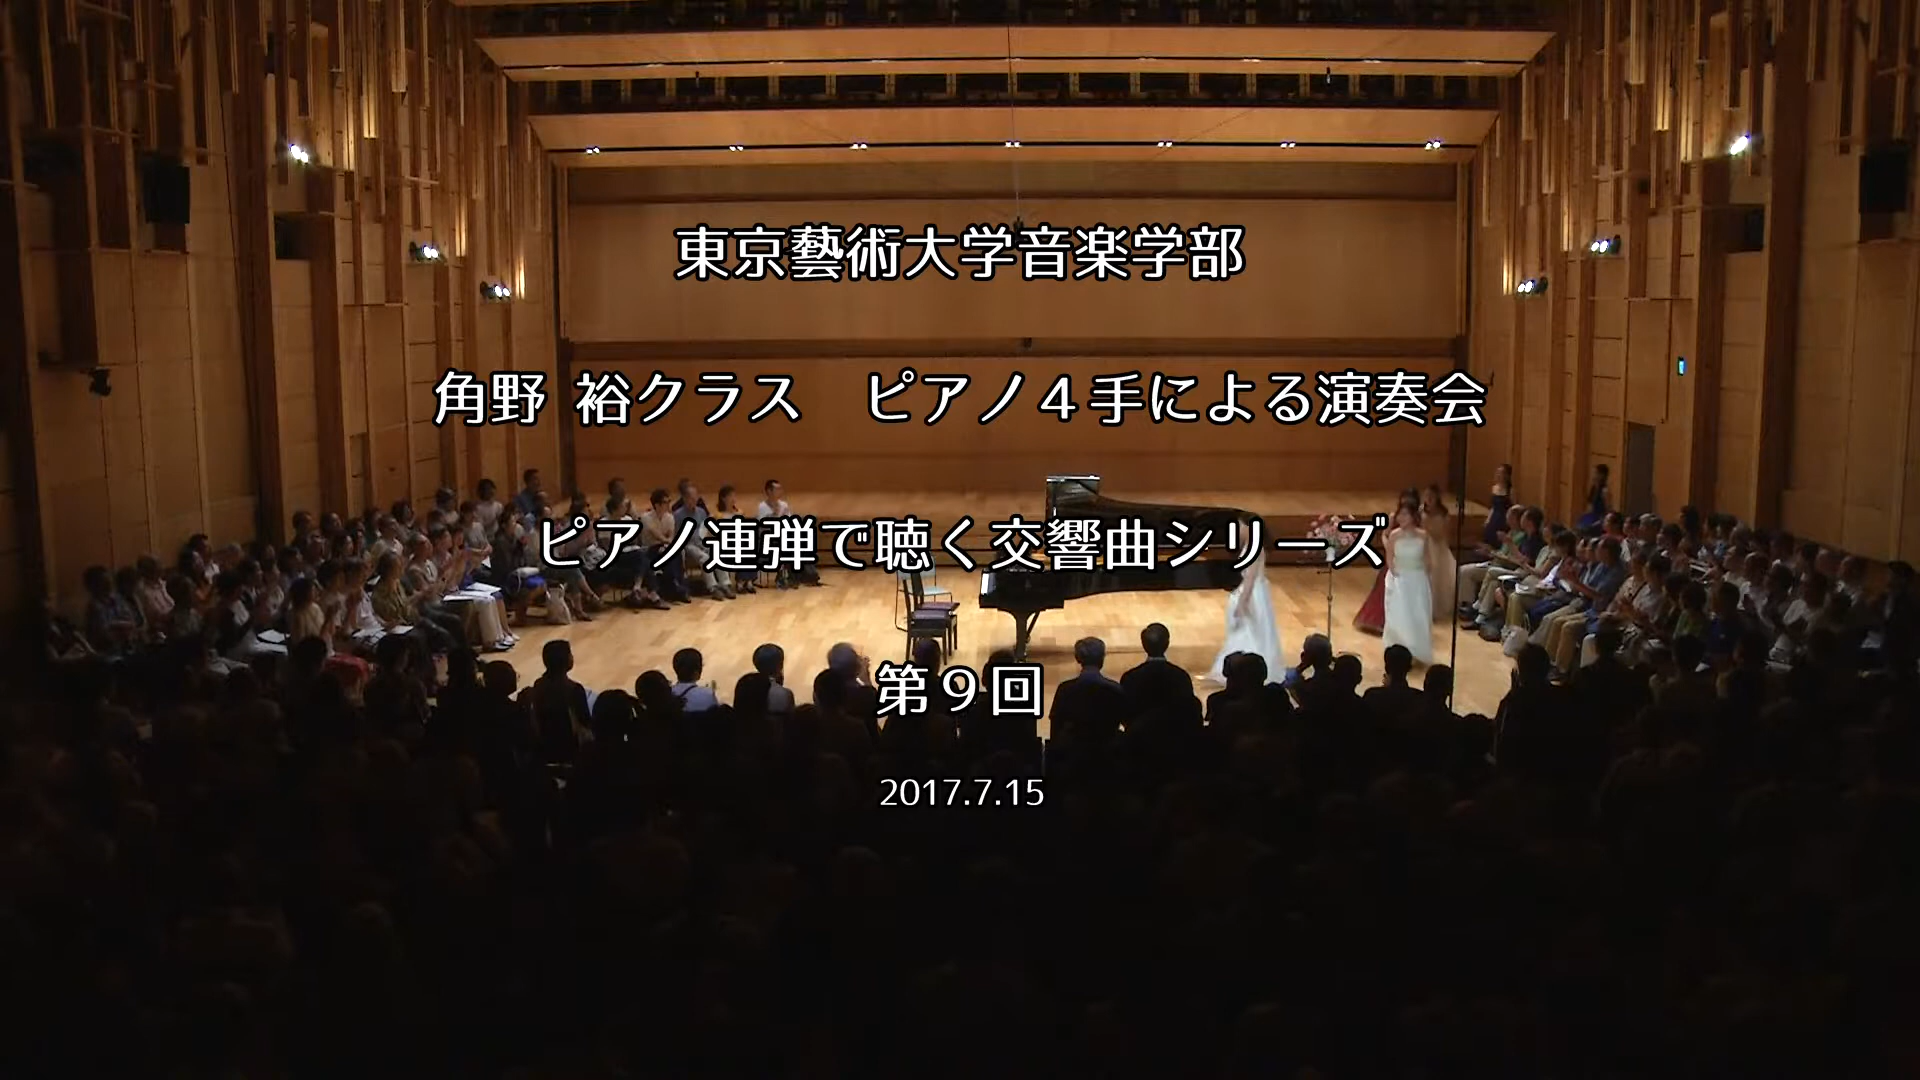 東京藝術大学音楽学部
角野 裕クラス　ピアノ４手による演奏会
ピアノ連弾で聴く交響曲シリーズ
第９回
2017.7.15